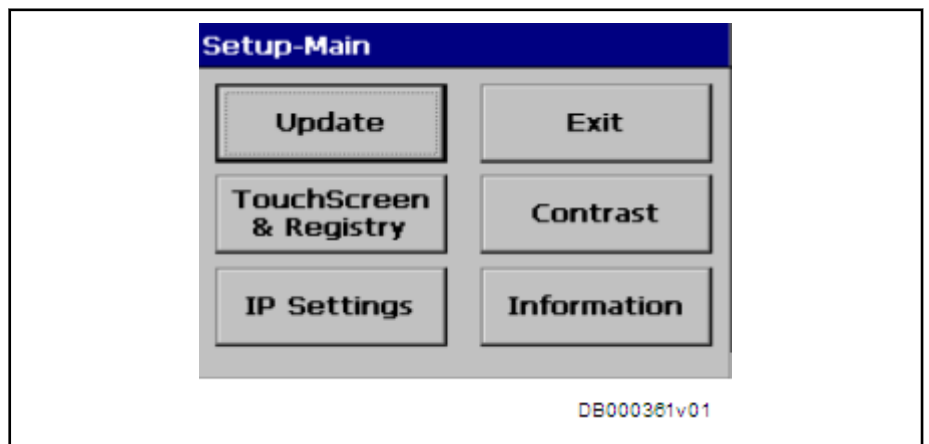 Setup-Main
Update
Exit
TouchScreen
& Registry
Contrast
IP Settings
Information
DB000361v01